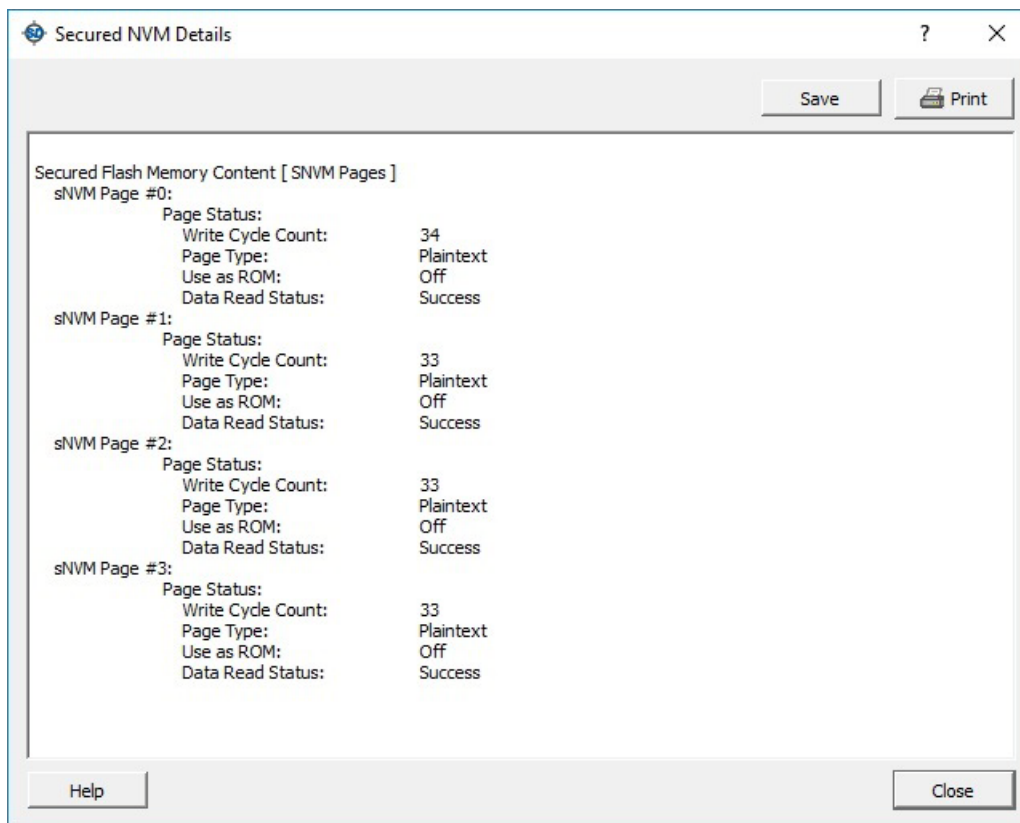 SD Secured NVM Details ? X
Save Print
Secured Flash Memory Content [ SNVM Pages ]
sNVM Page #0:
Page Status:
Write Cycle Count: 34
Page Type: Plaintext
Use as ROM: Off
Data Read Status: Success
sNVM Page #1:
Page Status:
Write Cycle Count: 33
Page Type: Plaintext
Use as ROM: Off
Data Read Status: Success
sNVM Page #2:
Page Status:
Write Cycle Count: 33
Page Type: Plaintext
Use as ROM: Off
Data Read Status: Success
sNVM Page #3:
Page Status:
Write Cycle Count: 33
Page Type: Plaintext
Use as ROM: Off
Data Read Status: Success
Help Close